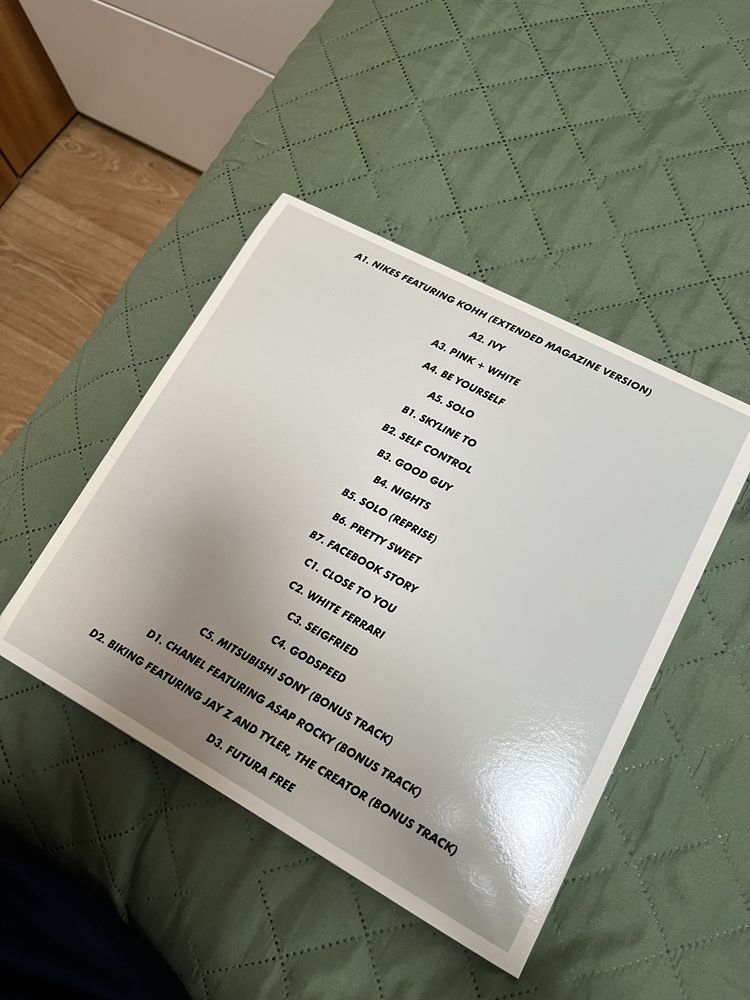 A1. NIKES FEATURING KOHH (EXTENDED MAGAZINE VERSION)
A2. IVY
A3. PINK + WHITE
A4. BE YOURSELF
A5. SOLO
B1. SKYLINE TO
B2. SELF CONTROL
B3. GOOD GUY
B4. NIGHTS
B5. SOLO (REPRISE)
B6. PRETTY SWEET
B7. FACEBOOK STORY
C1. CLOSE TO YOU
C2. WHITE FERRARI
C3. SEIGFRIED
C4. GODSPEED
C5. MITSUBISHI SONY (BONUS TRACK)
D1. CHANEL FEATURING ASAP ROCKY (BONUS TRACK)
D2. BIKING FEATURING JAY Z AND TYLER, THE CREATOR (BONUS TRACK)
D3. FUTURA FREE